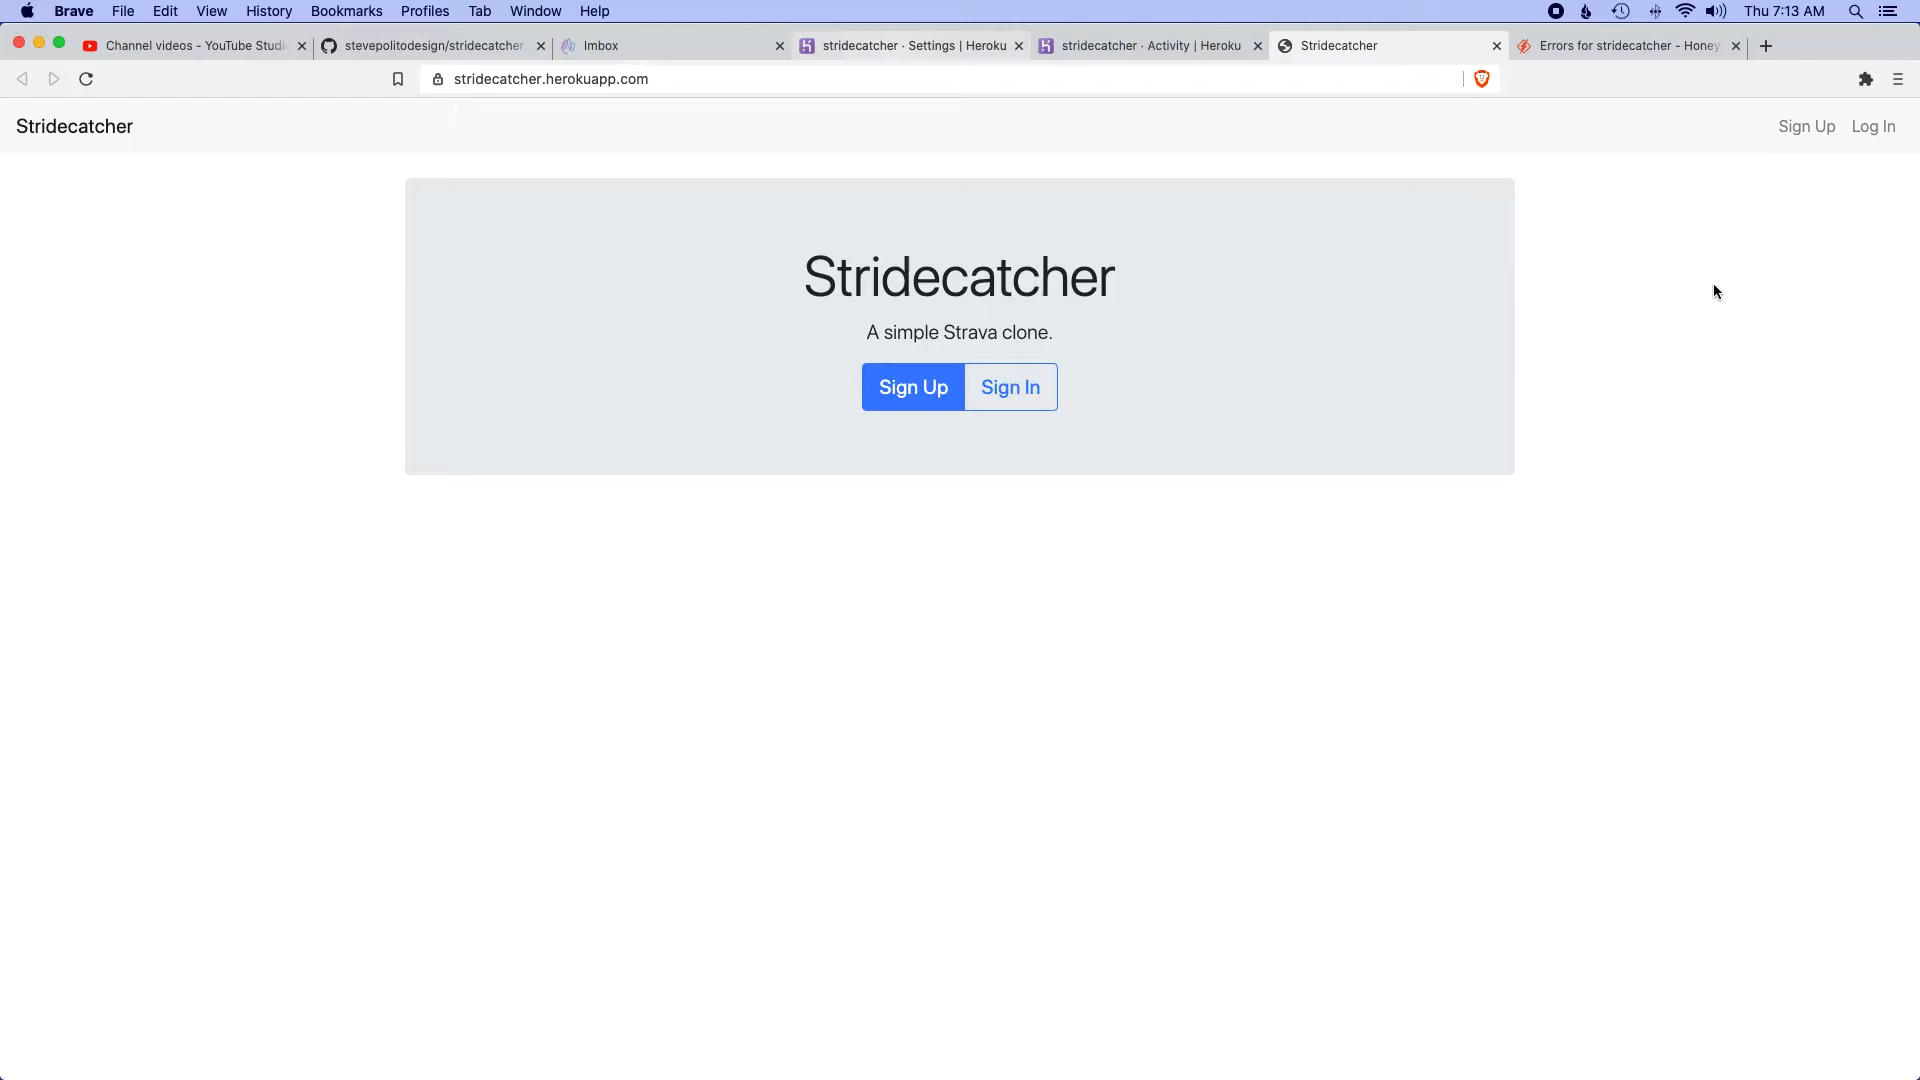 Brave File Edit View History Bookmarks Profiles Tab Window Help Thu 7:13 AM
Channel videos - YouTube Studi stevepolitodesign/stridecatcher Imbox stridecatcher · Settings | Heroku stridecatcher · Activity | Heroku Stridecatcher Errors for stridecatcher - Honey
stridecatcher.herokuapp.com
Stridecatcher Sign Up Log In
Stridecatcher
A simple Strava clone.
Sign Up Sign In